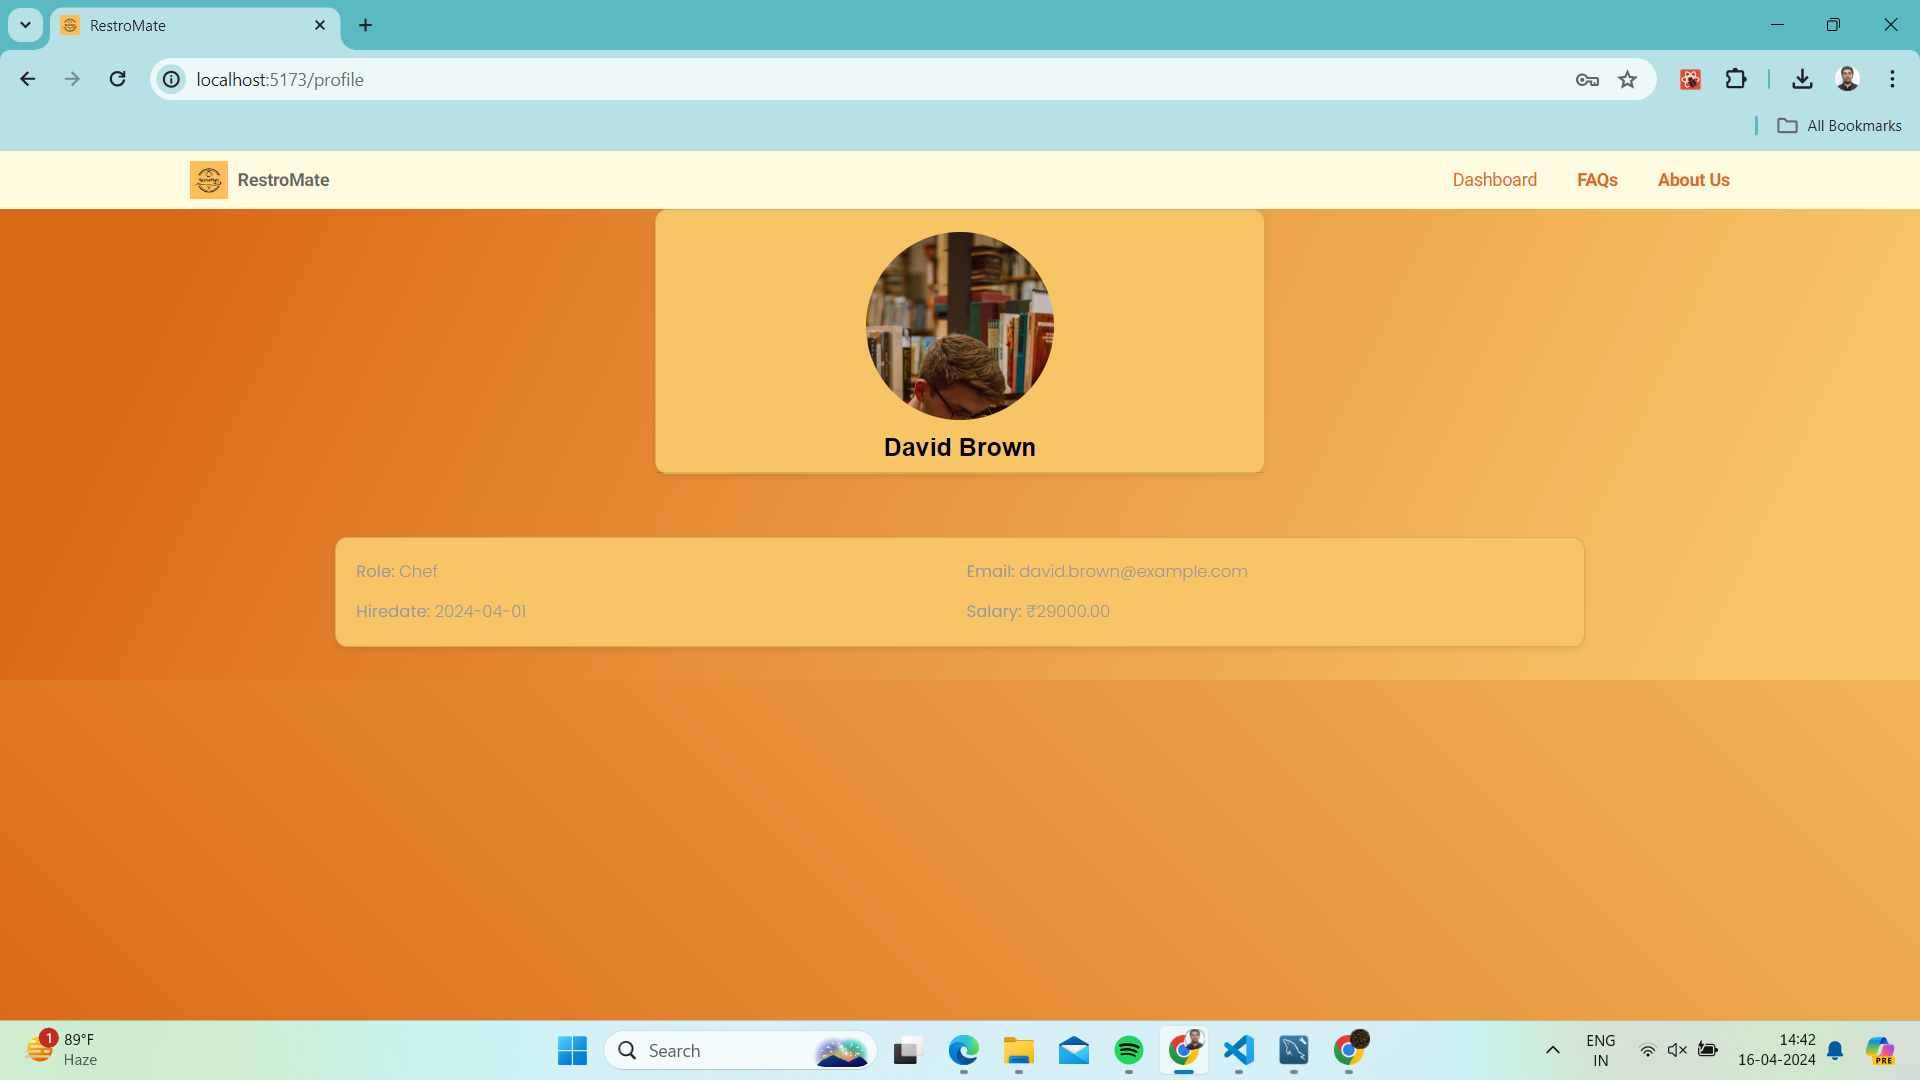 RestroMate
localhost:5173/profile
All Bookmarks
RestroMate
Dashboard
FAQs
About Us
David Brown
Role: Chef
Email: david.brown@example.com
Hiredate: 2024-04-01
Salary: ₹29000.00
1
89°F
Haze
Search
ENG
IN
14:42
16-04-2024
PRE